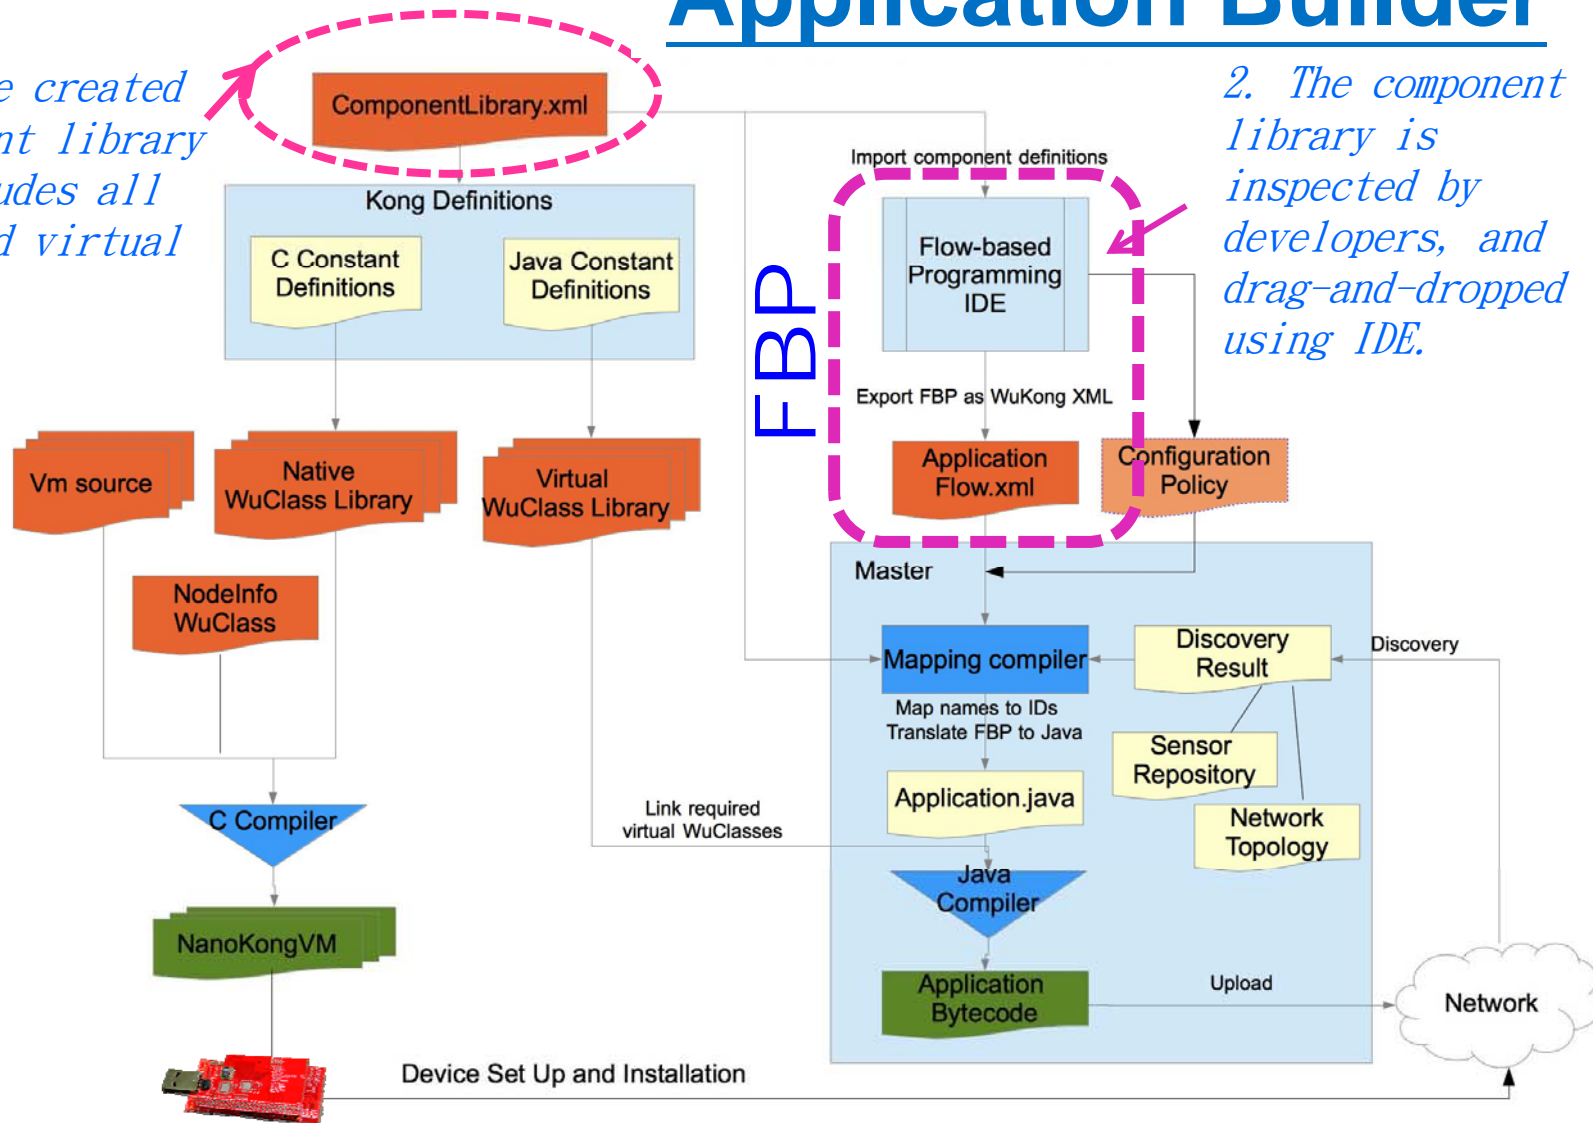 Application Builder
e created
nt library
udes all
d virtual
ComponentLibrary.xml
2. The component
library is
inspected by
developers, and
drag-and-dropped
using IDE.
Import component definitions
Kong Definitions
C Constant
Definitions
Java Constant
Definitions
Flow-based
Programming
IDE
FBP
Export FBP as WuKong XML
Vm source
Native
WuClass Library
Virtual
WuClass Library
Application
Flow.xml
Configuration
Policy
NodeInfo
WuClass
Master
Mapping compiler
Discovery
Result
Discovery
Map names to IDs
Translate FBP to Java
Sensor
Repository
Application.java
Network
Topology
Link required
virtual WuClasses
C Compiler
Java
Compiler
NanoKongVM
Application
Bytecode
Upload
Network
Device Set Up and Installation